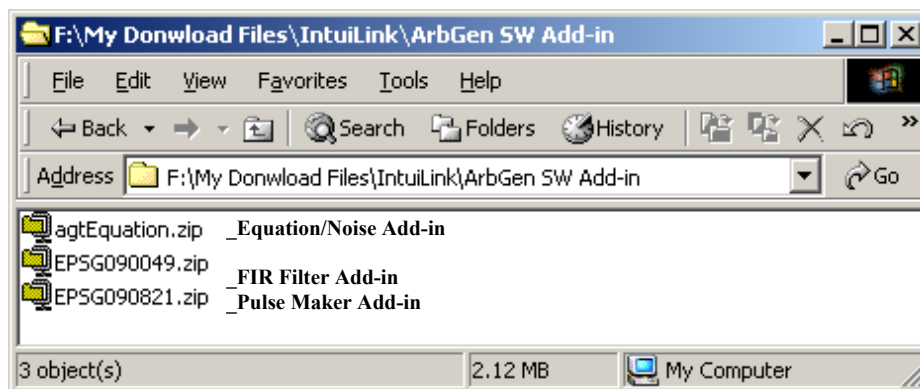 F:\My Donwload Files\IntuiLink\ArbGen SW Add-in
File Edit View Favorites Tools Help
Back Search Folders History »
Address F:\My Donwload Files\IntuiLink\ArbGen SW Add-in Go
agtEquation.zip _Equation/Noise Add-in
EPSG090049.zip _FIR Filter Add-in
EPSG090821.zip _Pulse Maker Add-in
3 object(s) 2.12 MB My Computer